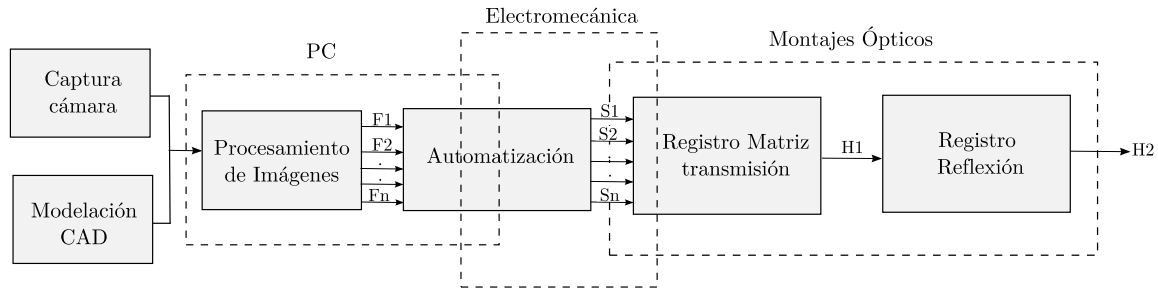 Electromecánica
PC
Montajes Ópticos
Captura
cámara
Modelación
CAD
Procesamiento
de Imágenes
F1
F2
.
.
Fn
Automatización
S1
.
S2
.
.
Sn
Registro Matriz
transmisión
H1
Registro
Reflexión
H2